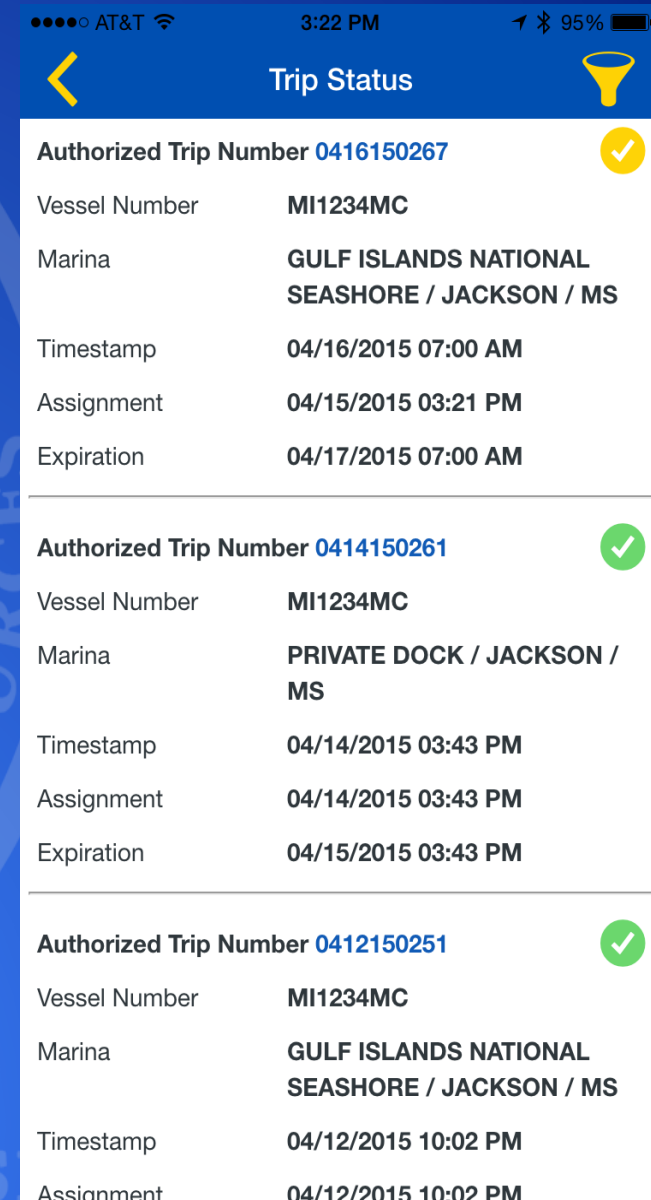 AT&T 3:22 PM 95%
Trip Status
Authorized Trip Number 0416150267
Vessel Number MI1234MC
Marina GULF ISLANDS NATIONAL
SEASHORE / JACKSON / MS
Timestamp 04/16/2015 07:00 AM
Assignment 04/15/2015 03:21 PM
Expiration 04/17/2015 07:00 AM
Authorized Trip Number 0414150261
Vessel Number MI1234MC
Marina PRIVATE DOCK / JACKSON /
MS
Timestamp 04/14/2015 03:43 PM
Assignment 04/14/2015 03:43 PM
Expiration 04/15/2015 03:43 PM
Authorized Trip Number 0412150251
Vessel Number MI1234MC
Marina GULF ISLANDS NATIONAL
SEASHORE / JACKSON / MS
Timestamp 04/12/2015 10:02 PM
Assignment 04/12/2015 10:02 PM